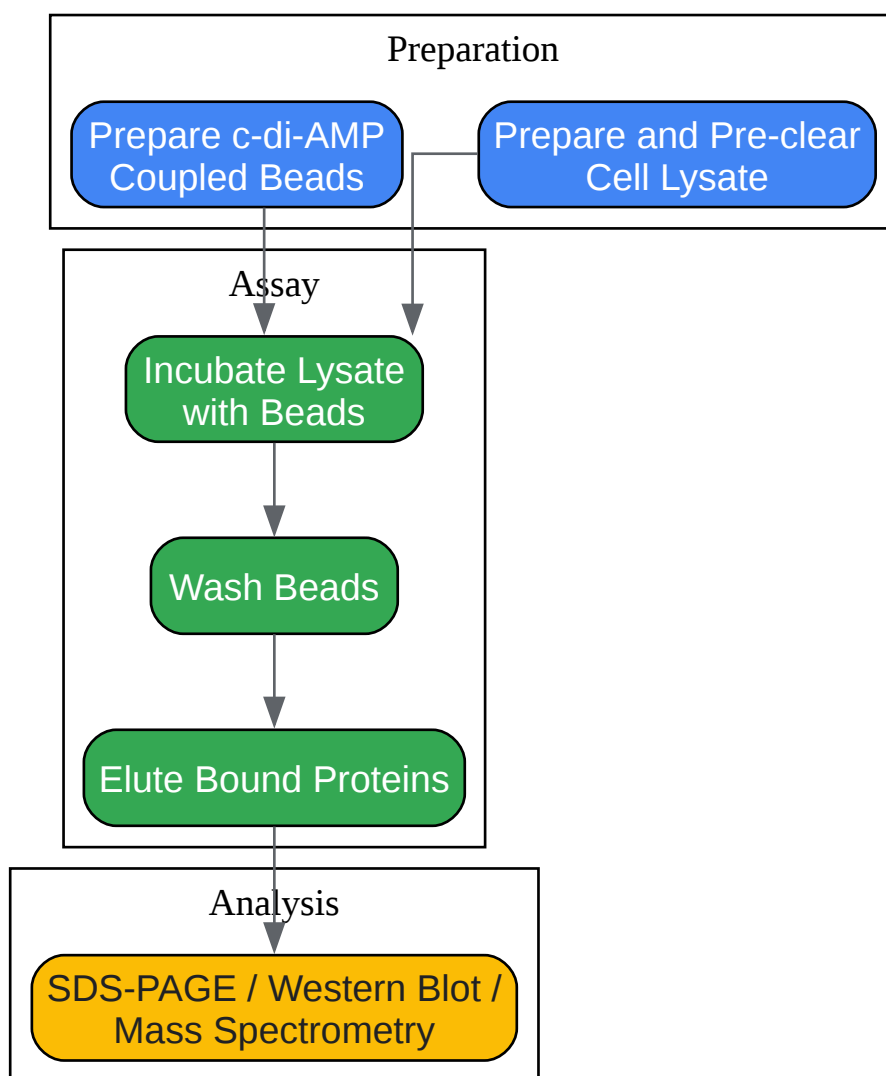 Preparation
Prepare c-di-AMP
Coupled Beads
Prepare and Pre-clear
Cell Lysate
Assay
Incubate Lysate
with Beads
Wash Beads
Elute Bound Proteins
Analysis
SDS-PAGE / Western Blot /
Mass Spectrometry